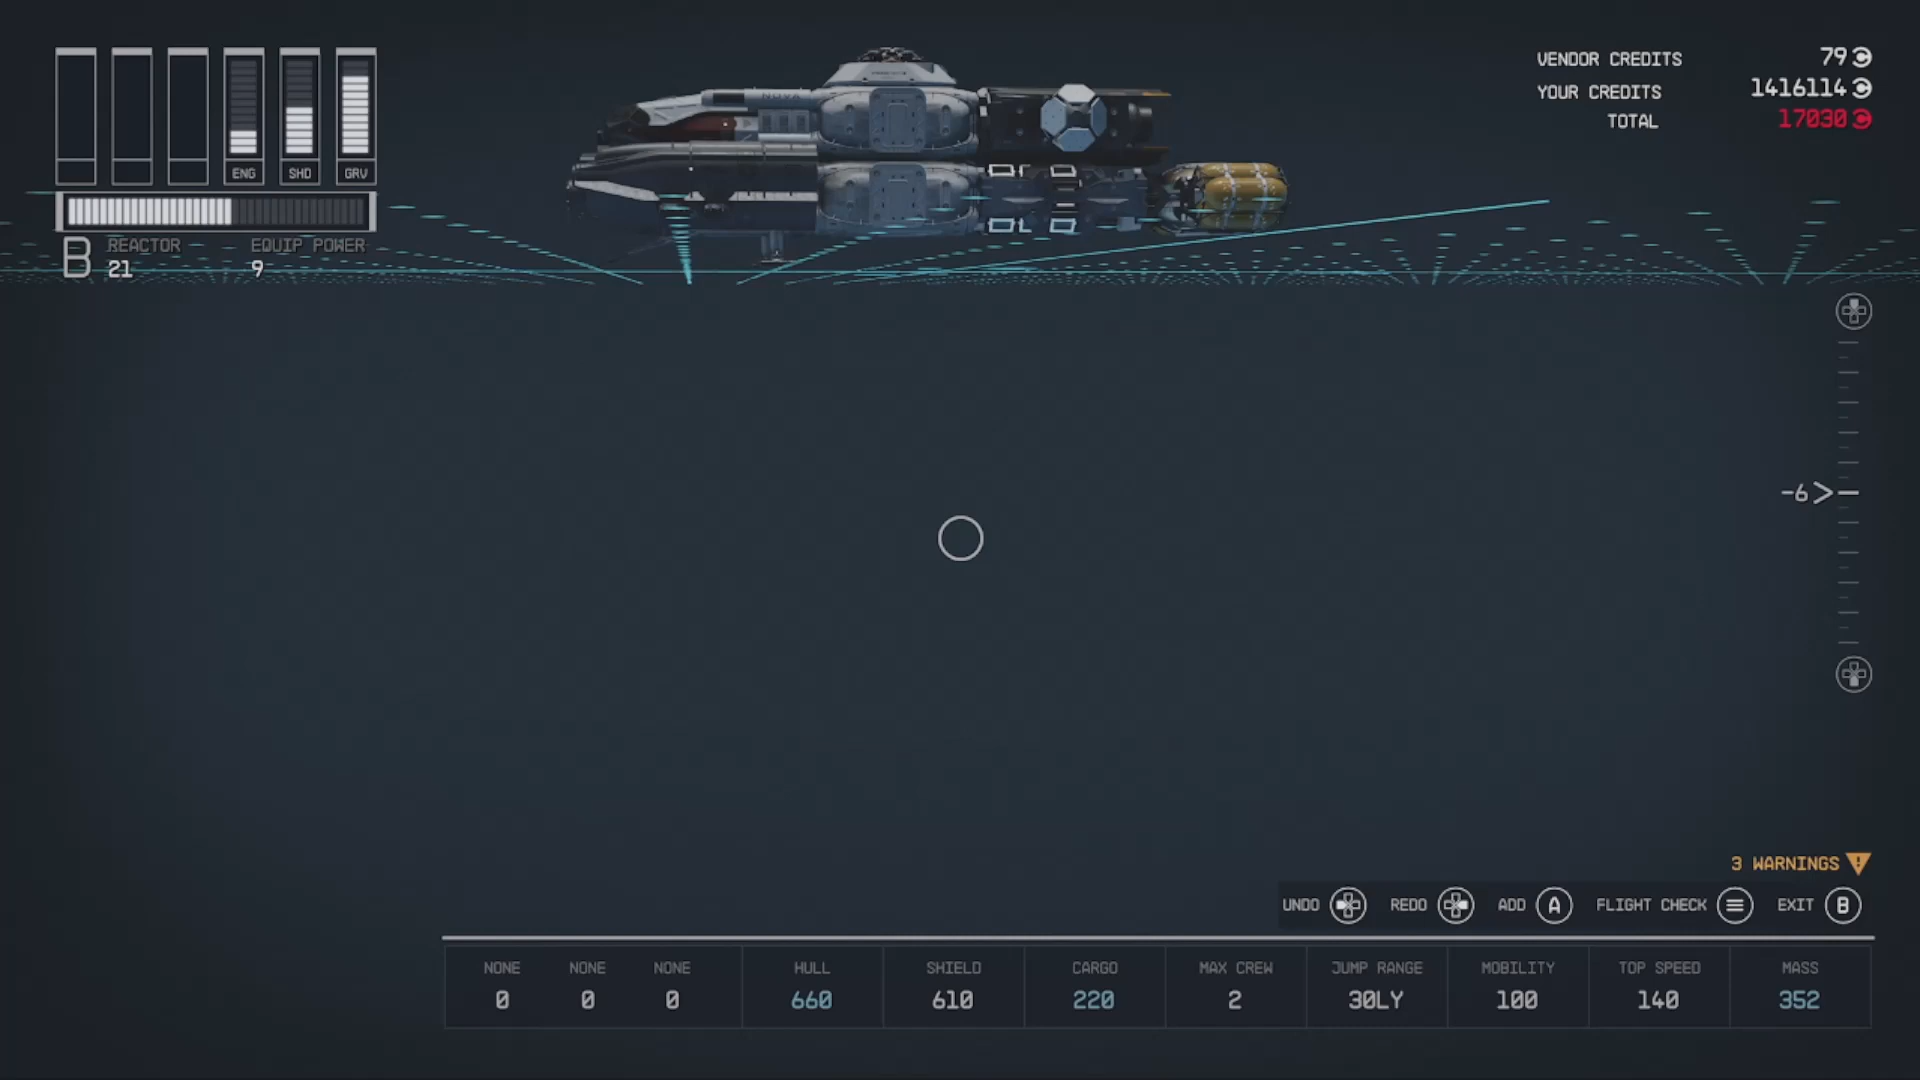 VENDOR CREDITS 79
YOUR CREDITS 1416114
TOTAL 17030
ENG SHD GRV
B REACTOR 21 EQUIP POWER 9
NOVA
-6
3 WARNINGS
UNDO REDO ADD A FLIGHT CHECK EXIT B
NONE NONE NONE HULL SHIELD CARGO MAX CREW JUMP RANGE MOBILITY TOP SPEED MASS
0 0 0 660 610 220 2 30LY 100 140 352